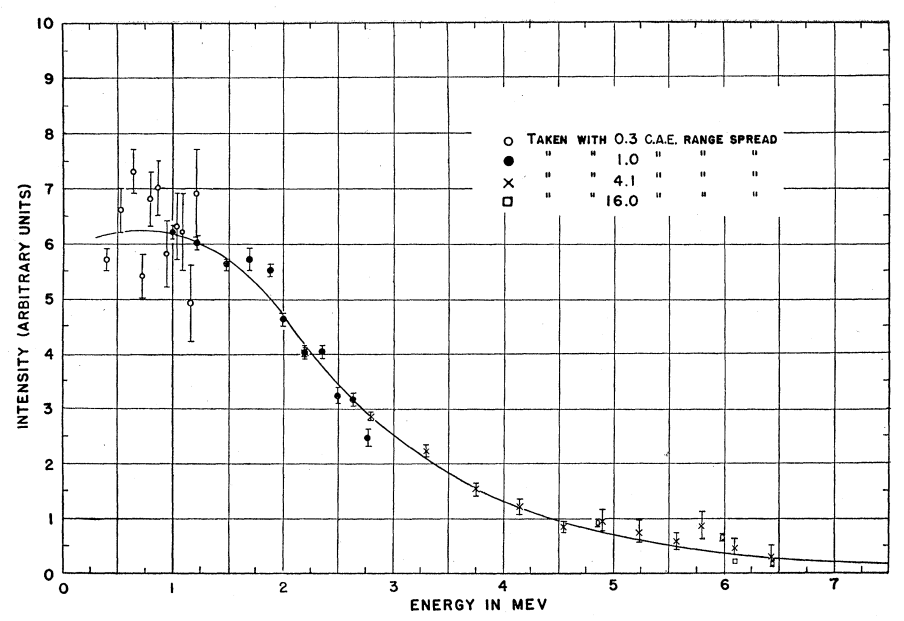 10
9
8
7
6
5
4
3
2
1
0
INTENSITY (ARBITRARY UNITS)
○ TAKEN WITH 0.3 C.A.E. RANGE SPREAD
● " " 1.0 " " "
× " " 4.1 " " "
□ " " 16.0 " " "
0 1 2 3 4 5 6 7
ENERGY IN MEV